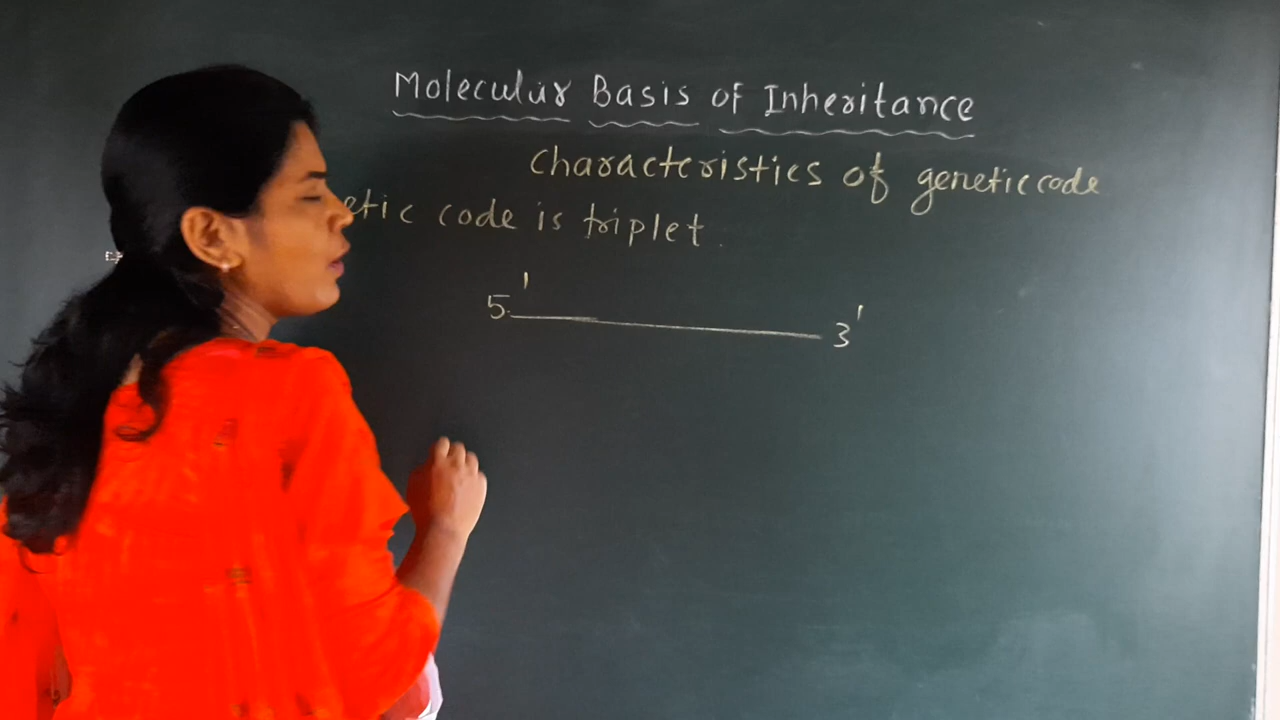 Molecular Basis of Inheritance
Characteristics of genetic code
etic code is triplet.
5' 3'